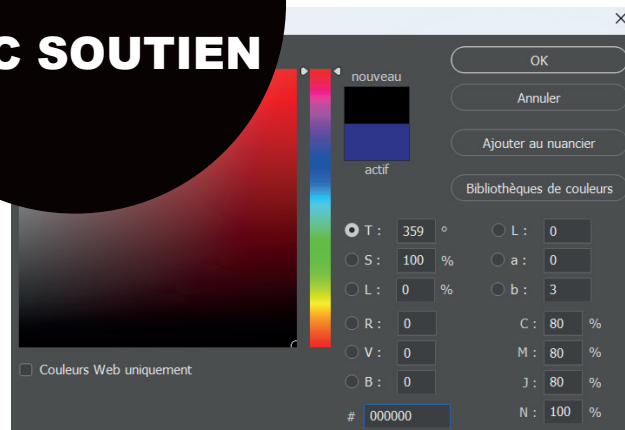 C SOUTIEN
nouveau
actif
OK
Annuler
Ajouter au nuancier
Bibliothèques de couleurs
T : 359 °
S : 100 %
L : 0 %
R : 0
V : 0
B : 0
# 000000
L : 0
a : 0
b : 3
C : 80 %
M : 80 %
J : 80 %
N : 100 %
Couleurs Web uniquement